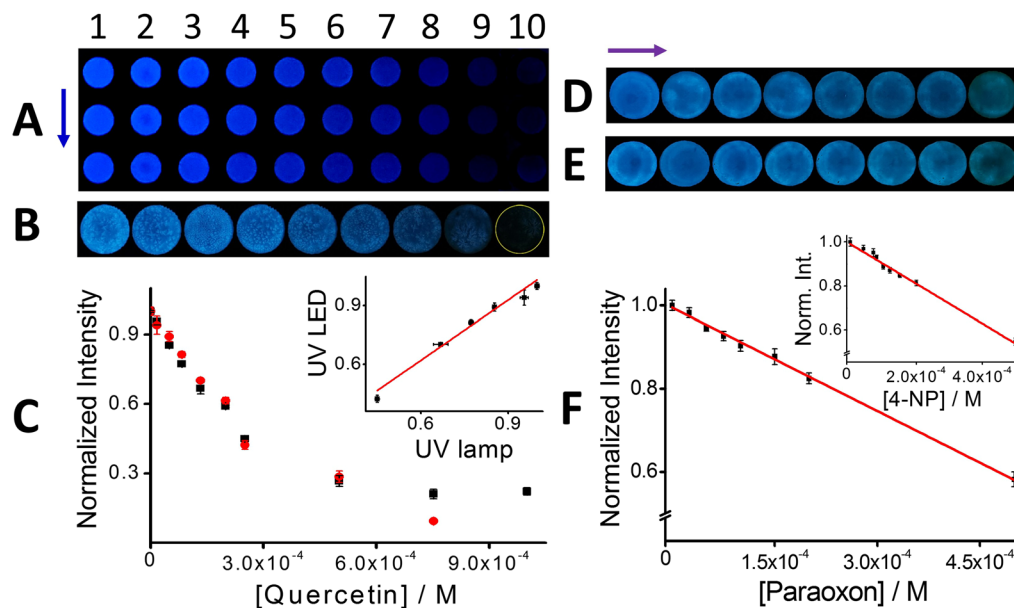 1 2 3 4 5 6 7 8 9 10
A
B
C
Normalized Intensity
0.9
0.6
0.3
0 3.0x10⁻⁴ 6.0x10⁻⁴ 9.0x10⁻⁴
[Quercetin] / M
UV LED
0.9
0.6
0.6 0.9
UV lamp
D
E
F
Normalized Intensity
1.0
0.8
0.6
0 1.5x10⁻⁴ 3.0x10⁻⁴ 4.5x10⁻⁴
[Paraoxon] / M
Norm. Int.
1.0
0.8
0.6
0 2.0x10⁻⁴ 4.0x10⁻⁴
[4-NP] / M